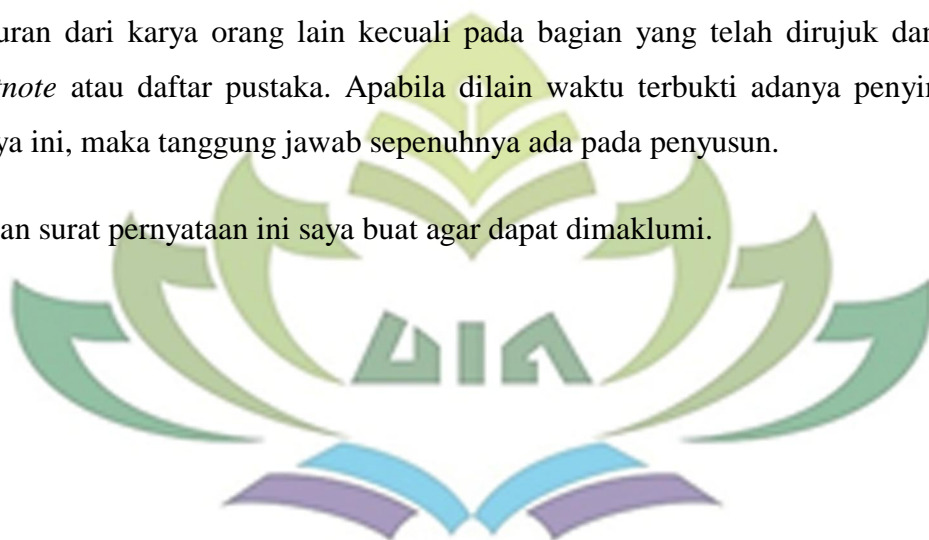 uran dari karya orang lain kecuali pada bagian yang telah dirujuk dan
tnote atau daftar pustaka. Apabila dilain waktu terbukti adanya penyin
ya ini, maka tanggung jawab sepenuhnya ada pada penyusun.
an surat pernyataan ini saya buat agar dapat dimaklumi.
UIN